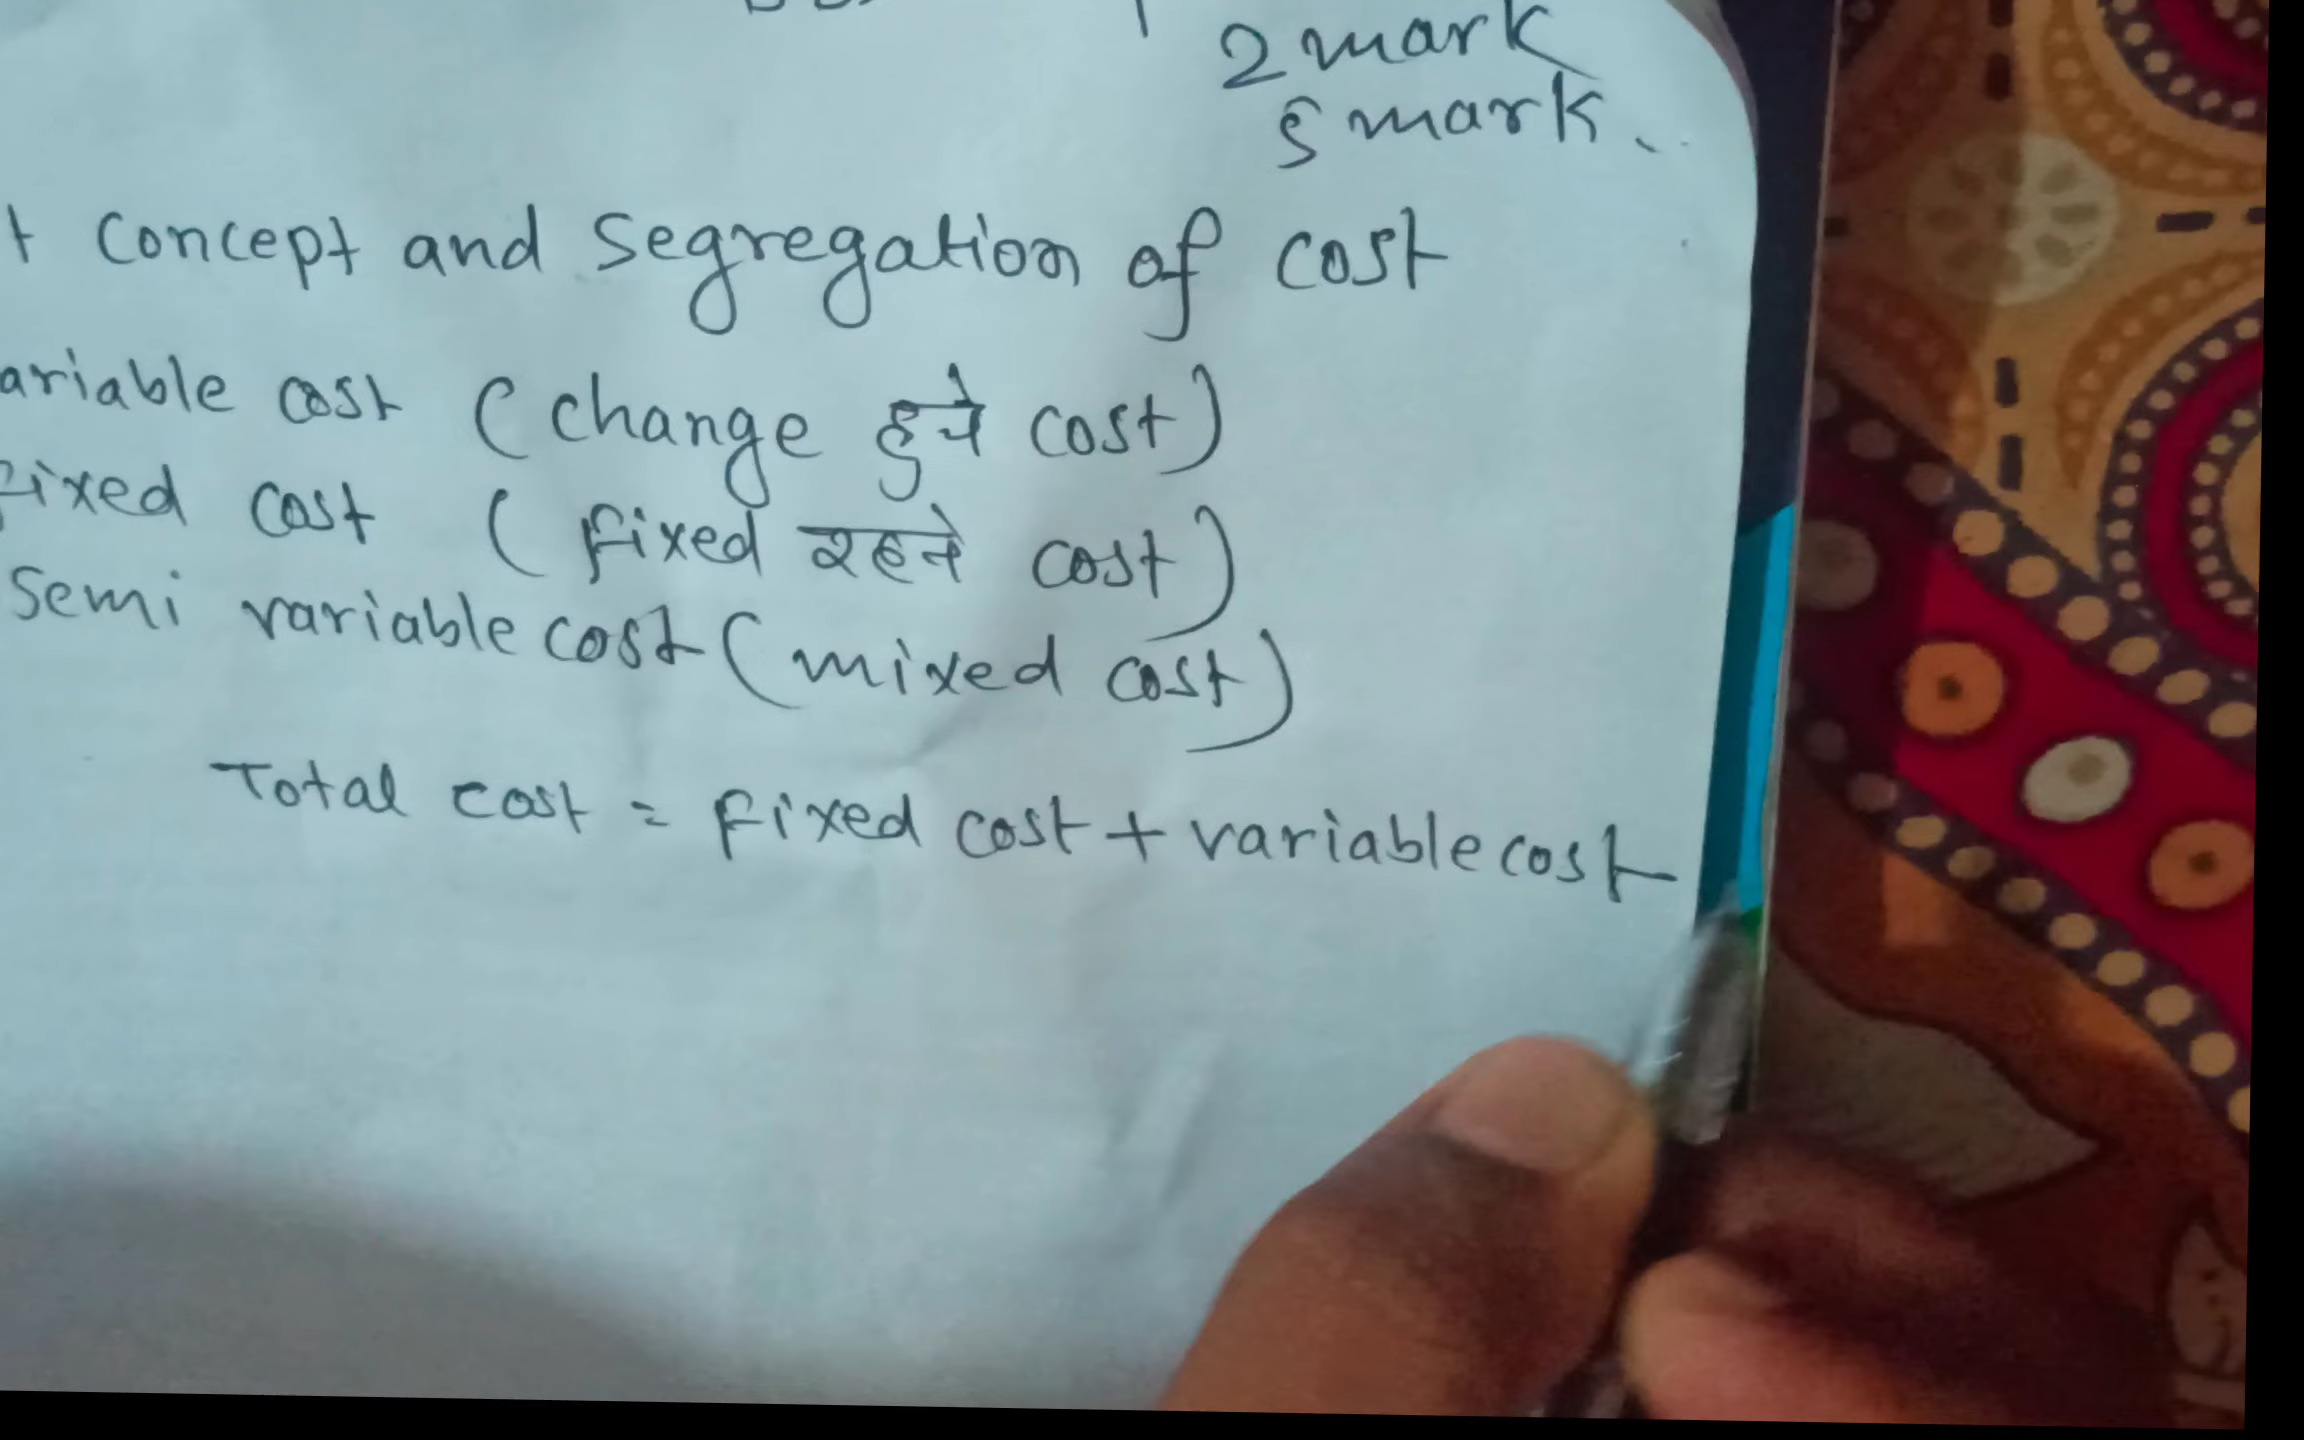 2 mark
5 mark.
t concept and segregation of cost
ariable cost (change हुने cost)
Fixed cost (fixed रहने cost)
Semi variable cost (mixed cost)
Total cost = fixed cost + variable cost